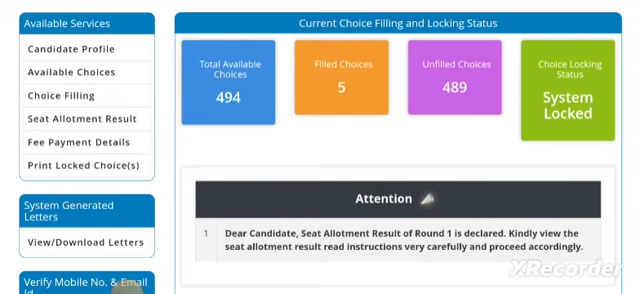 Available Services
Candidate Profile
Available Choices
Choice Filling
Seat Allotment Result
Fee Payment Details
Print Locked Choice(s)
System Generated
Letters
View/Download Letters
Verify Mobile No. & Email
Id
Current Choice Filling and Locking Status
Total Available
Choices
494
Filled Choices
5
Unfilled Choices
489
Choice Locking
Status
System
Locked
Attention
1 Dear Candidate, Seat Allotment Result of Round 1 is declared. Kindly view the
seat allotment result read instructions very carefully and proceed accordingly.
XRecorder